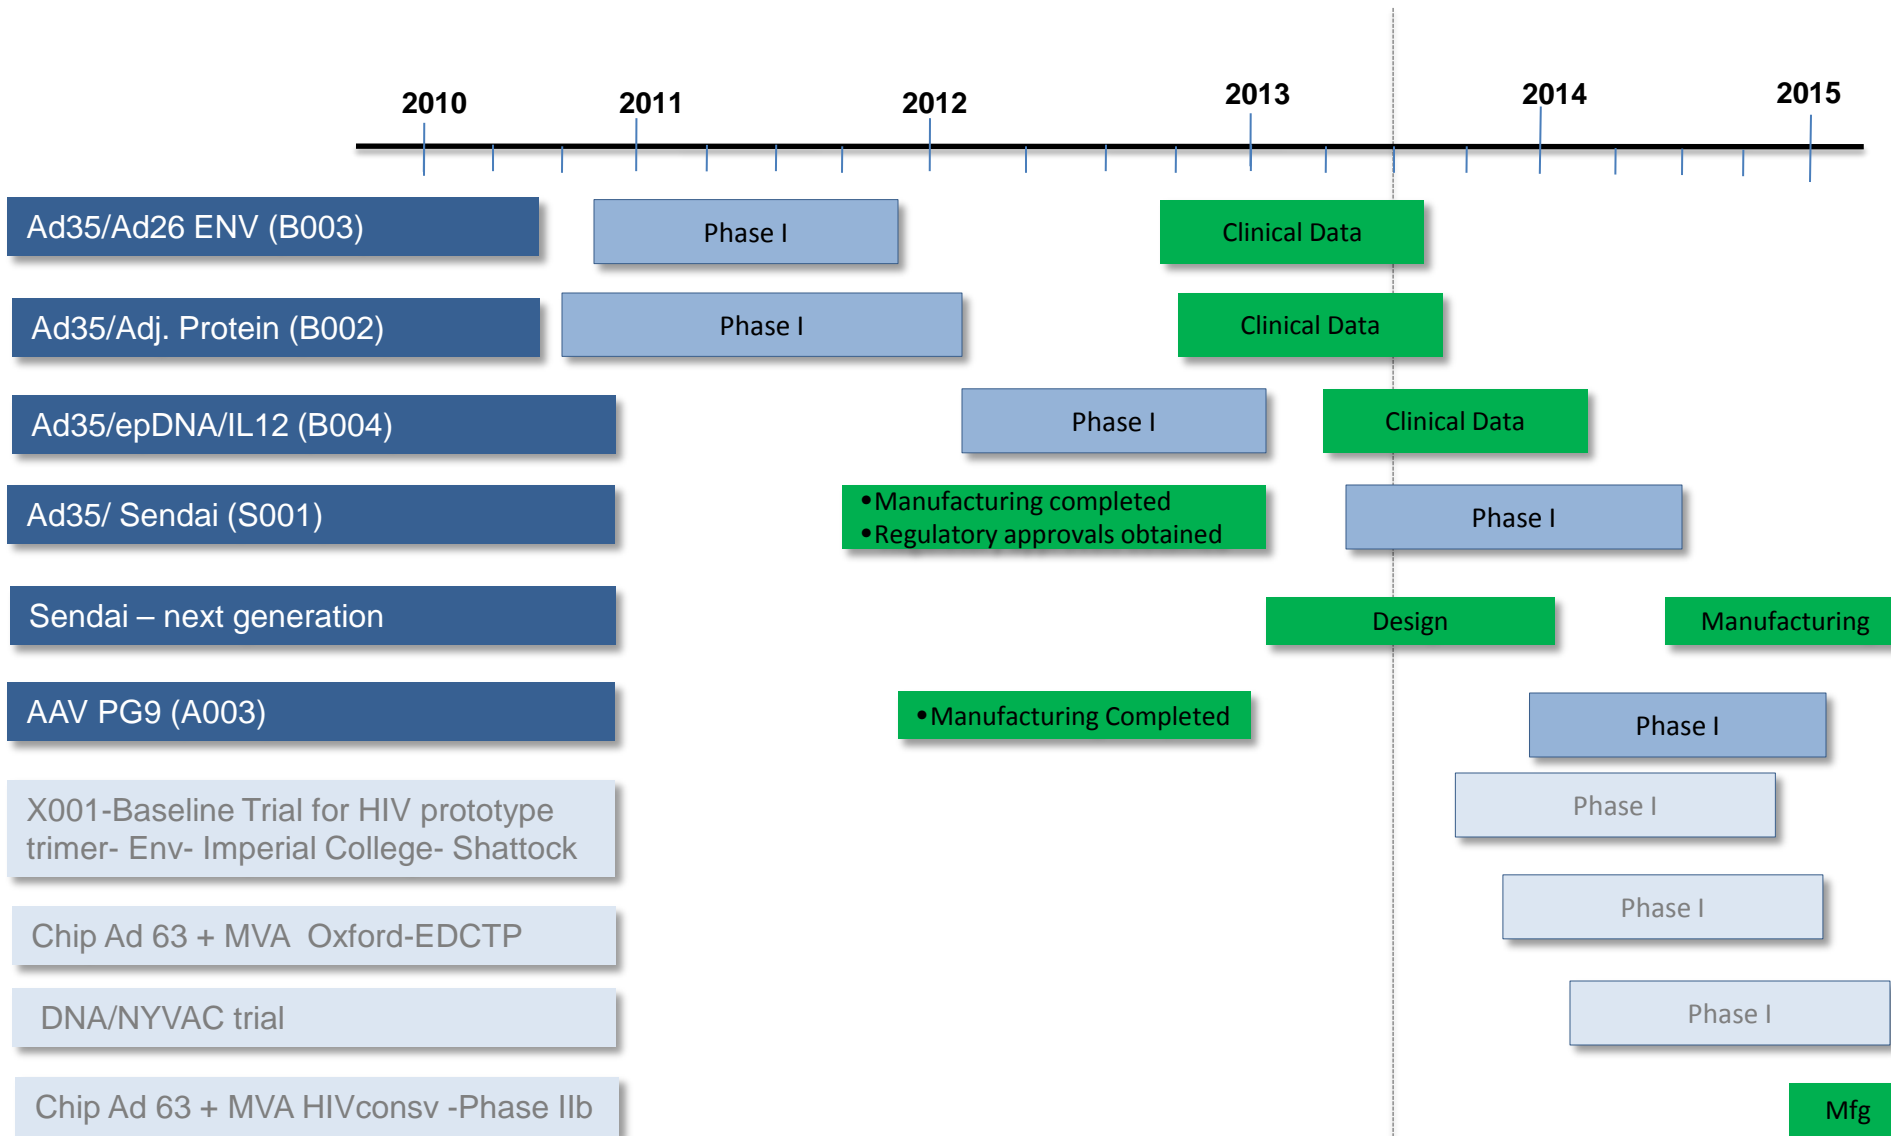 2010 2011 2012 2013 2014 2015
Ad35/Ad26 ENV (B003) Phase I Clinical Data
Ad35/Adj. Protein (B002) Phase I Clinical Data
Ad35/epDNA/IL12 (B004) Phase I Clinical Data
Ad35/ Sendai (S001)
•Manufacturing completed
•Regulatory approvals obtained
Phase I
Sendai – next generation Design Manufacturing
AAV PG9 (A003) •Manufacturing Completed Phase I
X001-Baseline Trial for HIV prototype
trimer- Env- Imperial College- Shattock
Phase I
Chip Ad 63 + MVA  Oxford-EDCTP Phase I
DNA/NYVAC trial Phase I
Chip Ad 63 + MVA HIVconsv -Phase IIb Mfg